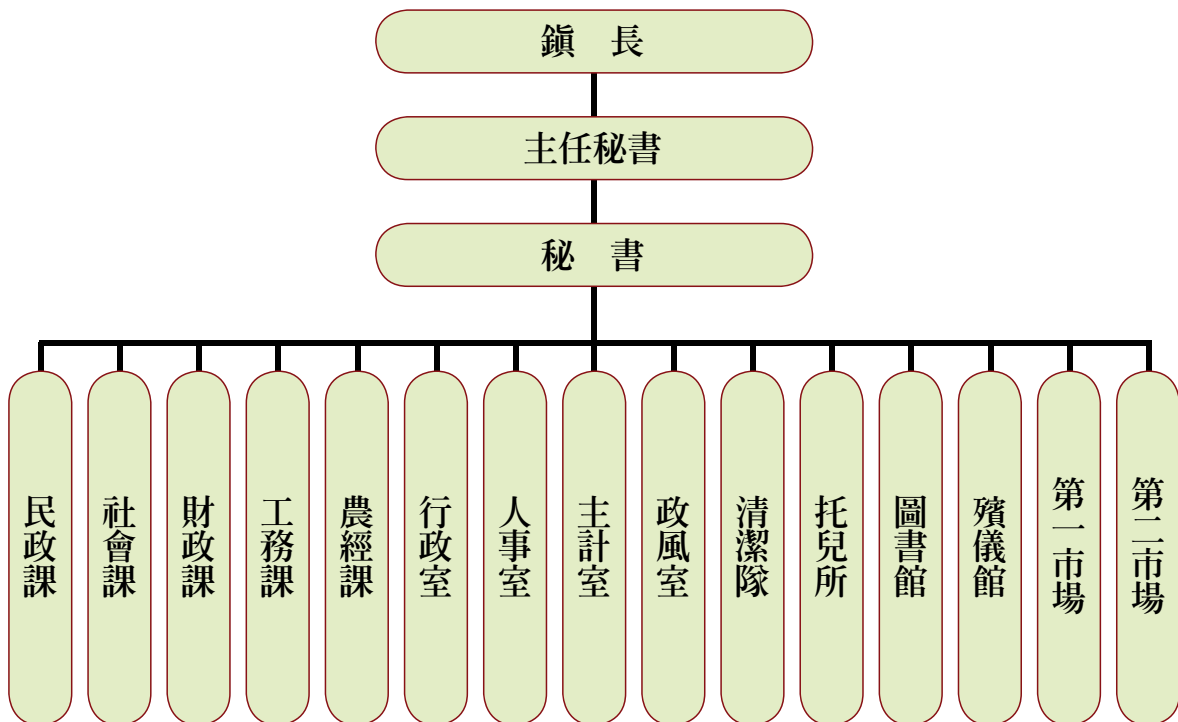 鎭　長
主任秘書
秘　書
民政課
社會課
財政課
工務課
農經課
行政室
人事室
主計室
政風室
清潔隊
托兒所
圖書館
殯儀館
第一市場
第二市場